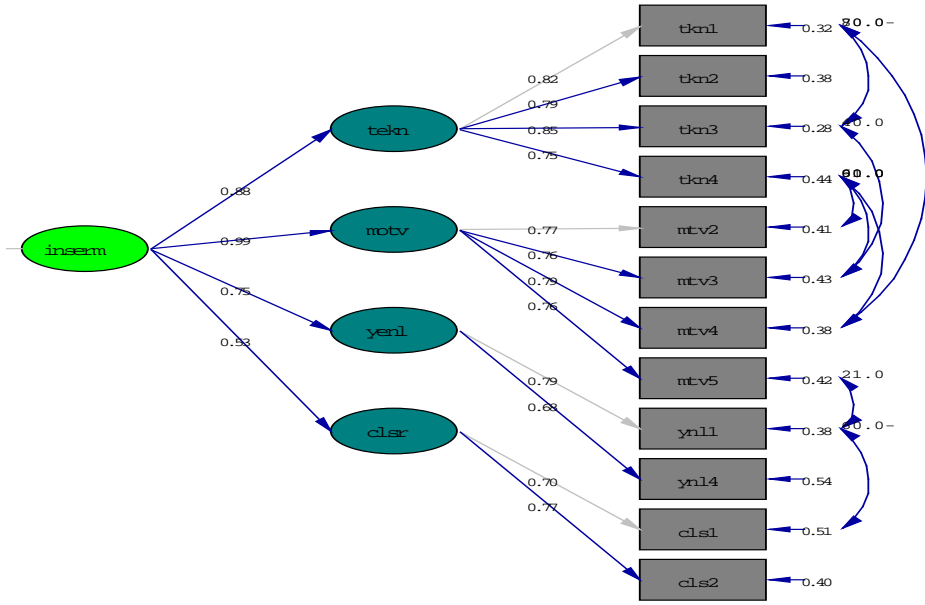 tkn1
0.32
0.82
tkn2
0.38
0.79
tekn
tkn3
0.28
0.85
0.75
tkn4
0.44
0.88
mtv2
0.41
0.77
motv
0.99
inserm
0.76
mtv3
0.43
0.79
0.75
0.76
mtv4
0.38
yenl
0.53
mtv5
0.42
21.0
0.79
0.68
ynl1
0.38
clsr
ynl4
0.54
0.70
0.77
cls1
0.51
cls2
0.40